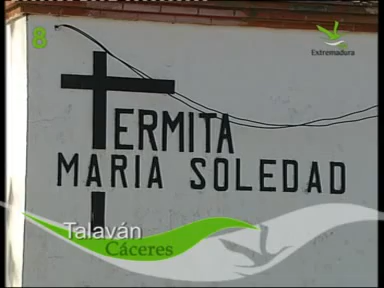 8
Extremadura
ERMITA
MARIA SOLEDAD
Talaván
Cáceres